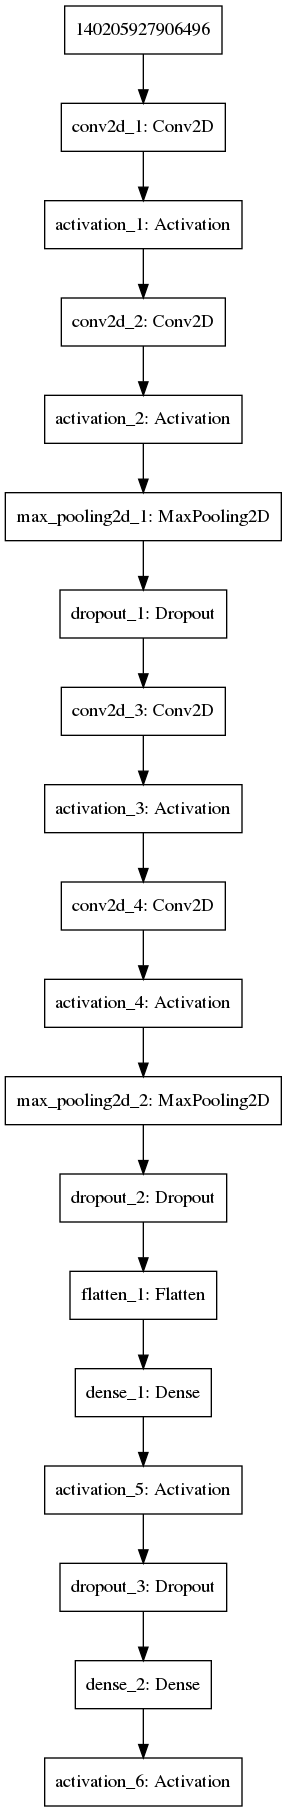 140205927906496
conv2d_1: Conv2D
activation_1: Activation
conv2d_2: Conv2D
activation_2: Activation
max_pooling2d_1: MaxPooling2D
dropout_1: Dropout
conv2d_3: Conv2D
activation_3: Activation
conv2d_4: Conv2D
activation_4: Activation
max_pooling2d_2: MaxPooling2D
dropout_2: Dropout
flatten_1: Flatten
dense_1: Dense
activation_5: Activation
dropout_3: Dropout
dense_2: Dense
activation_6: Activation